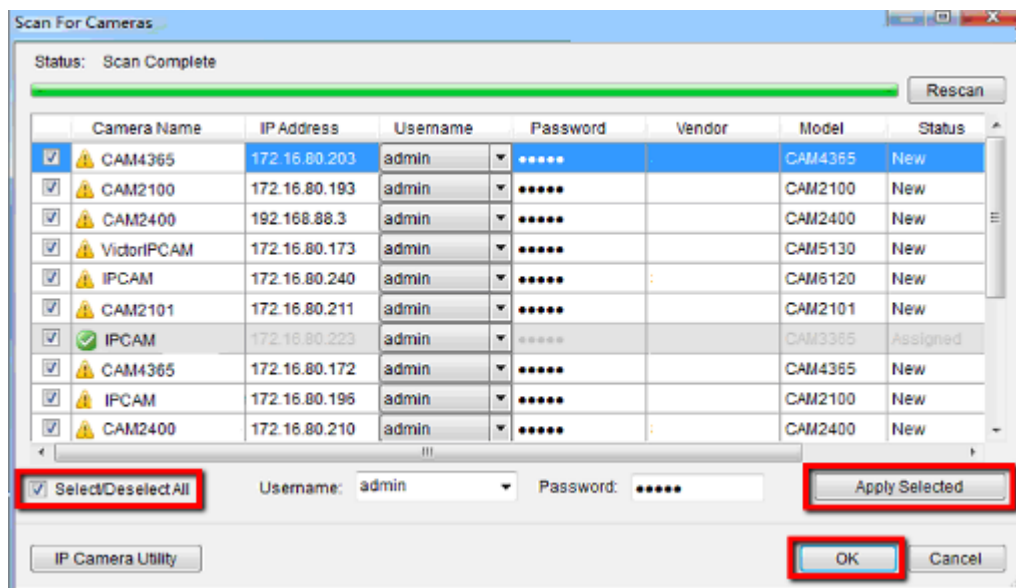 Scan For Cameras
Status: Scan Complete
Rescan
Camera Name IP Address Username Password Vendor Model Status
CAM4365 172.16.80.203 admin ●●●●● CAM4365 New
CAM2100 172.16.80.193 admin ●●●●● CAM2100 New
CAM2400 192.168.88.3 admin ●●●●● CAM2400 New
VictorIPCAM 172.16.80.173 admin ●●●●● CAM5130 New
IPCAM 172.16.80.240 admin ●●●●● CAM6120 New
CAM2101 172.16.80.211 admin ●●●●● CAM2101 New
IPCAM 172.16.80.223 admin ●●●●● CAM3365 Assigned
CAM4365 172.16.80.172 admin ●●●●● CAM4365 New
IPCAM 172.16.80.196 admin ●●●●● CAM2100 New
CAM2400 172.16.80.210 admin ●●●●● CAM2400 New
Select/Deselect All Username: admin Password: ●●●●● Apply Selected
IP Camera Utility OK Cancel